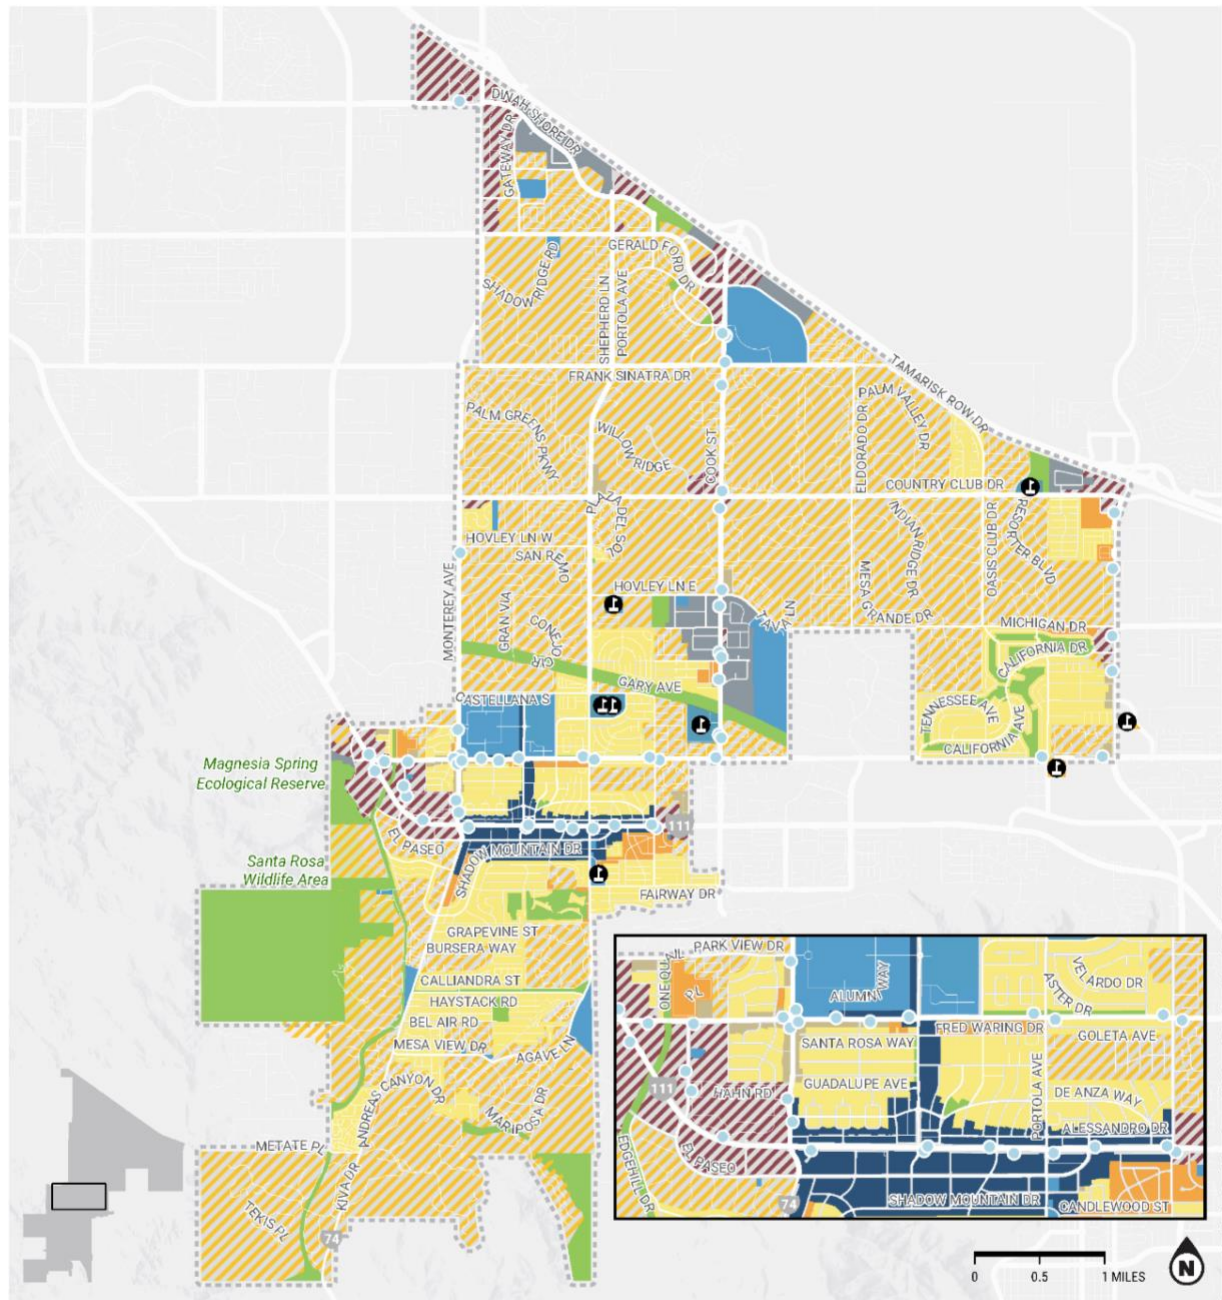 DINAH SHORE DR
GATEWAY DR
GERALD FORD DR
SHADOW RIDGE RD
SHEPHERD LN
PORTOLA AVE
FRANK SINATRA DR
TAMARISK ROW DR
PALM GREENS PKWY
WILLOW RIDGE
COOK ST
ELDORADO DR
PALM VALLEY DR
COUNTRY CLUB DR
PLAZA DEL SOL
HOVLEY LN W
SAN REMO
INDIAN RIDGE DR
OASIS CLUB DR
RESORTER BLVD
MONTEREY AVE
GRAN VIA
CONEJO CIR
HOVLEY LN E
TAVA LN
MESA GRANDE DR
MICHIGAN DR
CALIFORNIA DR
GARY AVE
CASTELLANA S
TENNESSEE AVE
CALIFORNIA AVE
CALIFORNIA AVE
Magnesia Spring
Ecological Reserve
111
EL PASEO
SHADOW MOUNTAIN DR
Santa Rosa
Wildlife Area
FAIRWAY DR
GRAPEVINE ST
BURSERA WAY
CALLIANDRA ST
HAYSTACK RD
BEL AIR RD
MESA VIEW DR
AGAVE LN
CANYON DR
ANDREAS
MARIPOSA DR
METATE PL
KIVA DR
TEKIS PL
74
PARK VIEW DR
ONE QUAIL PL
ALUMNI WAY
VELARDO DR
ASTER DR
FRED WARING DR
SANTA ROSA WAY
GOLETA AVE
111
HAHN RD
GUADALUPE AVE
PORTOLA AVE
DE ANZA WAY
ALESSANDRO DR
EDGEHILL DR
EL PASEO
SHADOW MOUNTAIN DR
74
CANDLEWOOD ST
0 0.5 1 MILES
N